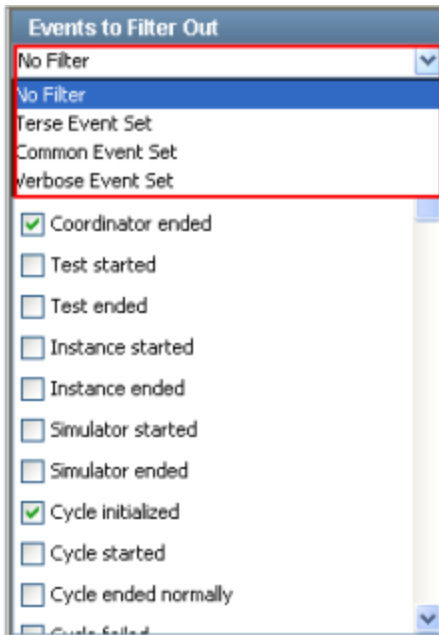 Events to Filter Out
No Filter
No Filter
Terse Event Set
Common Event Set
Verbose Event Set
Coordinator ended
Test started
Test ended
Instance started
Instance ended
Simulator started
Simulator ended
Cycle initialized
Cycle started
Cycle ended normally
Cycle failed